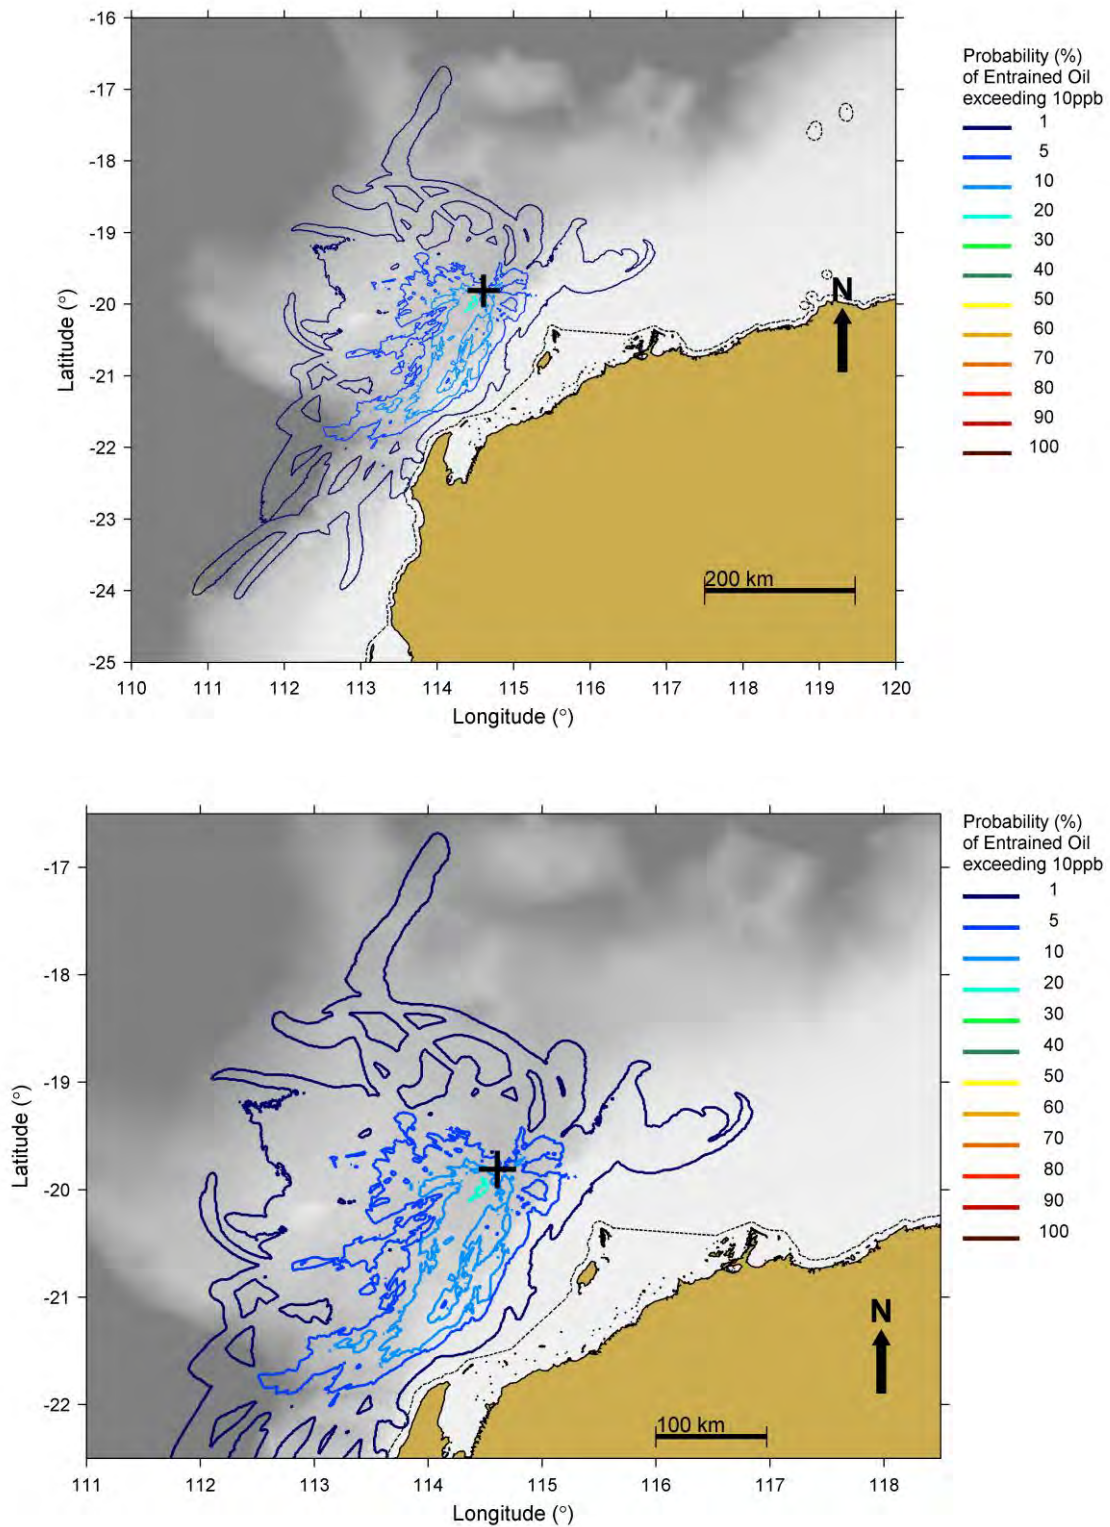 -16
-17
-18
-19
-20
-21
-22
-23
-24
-25
Latitude (°)
110 111 112 113 114 115 116 117 118 119 120
Longitude (°)
N
200 km
Probability (%)
of Entrained Oil
exceeding 10ppb
1
5
10
20
30
40
50
60
70
80
90
100
-17
-18
-19
-20
-21
-22
Latitude (°)
111 112 113 114 115 116 117 118
Longitude (°)
N
100 km
Probability (%)
of Entrained Oil
exceeding 10ppb
1
5
10
20
30
40
50
60
70
80
90
100